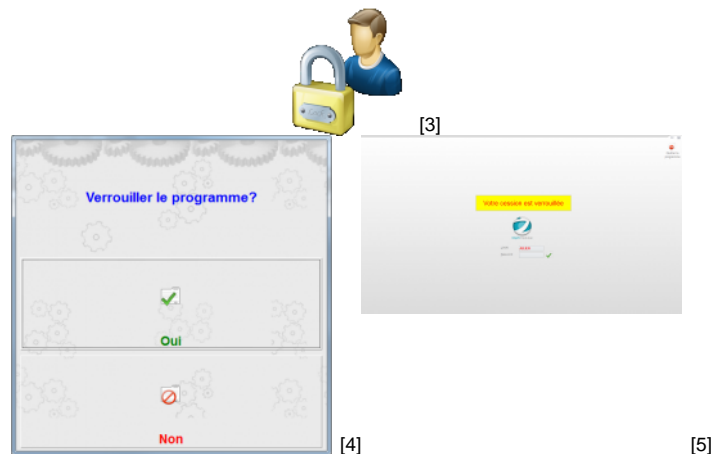 [3]
Verrouiller le programme?
Votre session est verrouillée
Oui
Non
[4]
[5]